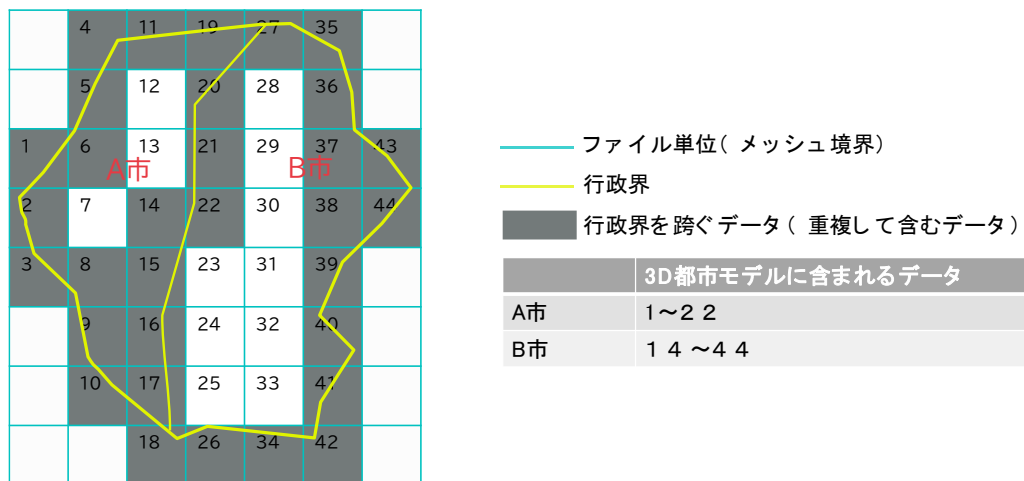 4 11 19 27 35
5 12 20 28 36
1 6 13 21 29 37 43
A市 B市
2 7 14 22 30 38 44
3 8 15 23 31 39
9 16 24 32 40
10 17 25 33 41
18 26 34 42
ファイル単位(メッシュ境界)
行政界
行政界を跨ぐデータ(重複して含むデータ)
3D都市モデルに含まれるデータ
A市 1～22
B市 14～44